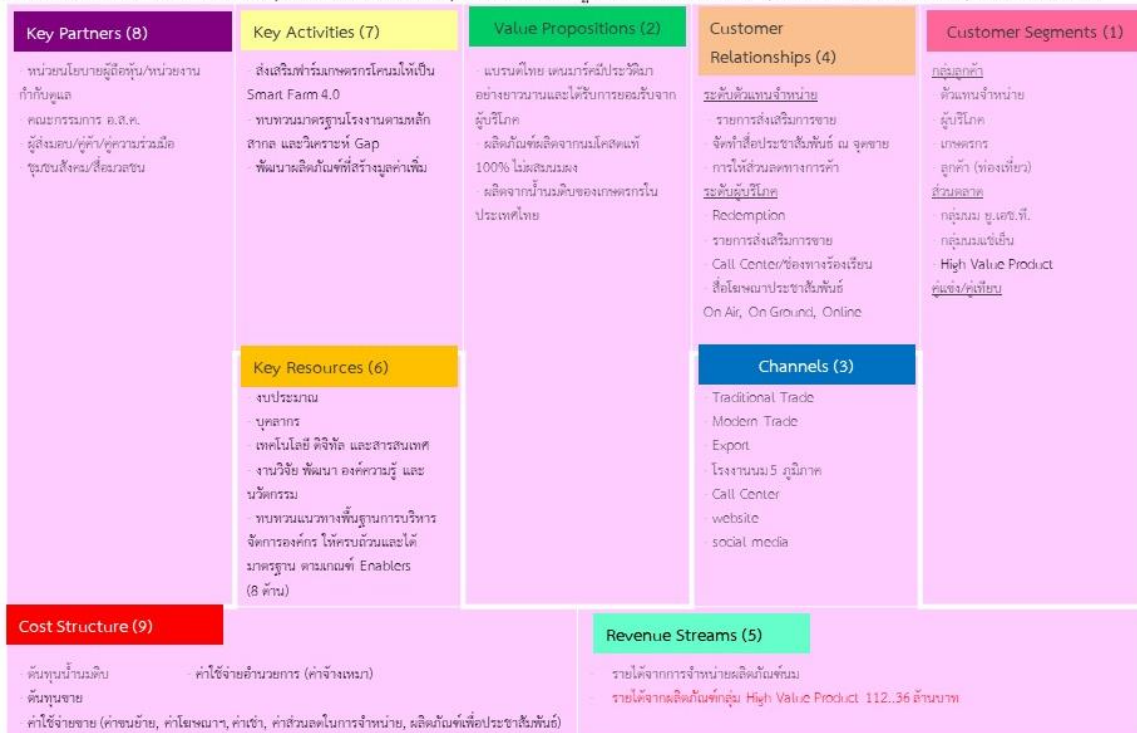 Key Partners (8)
- หน่วยนโยบายผู้ถือหุ้น/หน่วยงาน
กำกับดูแล
- คณะกรรมการ อ.ส.ค.
- ผู้ส่งมอบ/คู่ค้า/คู่ความร่วมมือ
- ชุมชนสังคม/สื่อมวลชน
Key Activities (7)
- ส่งเสริมฟาร์มเกษตรกรโคนมให้เป็น
Smart Farm 4.0
- ทบทวนมาตรฐานโรงงานตามหลัก
สากล และวิเคราะห์ Gap
- พัฒนาผลิตภัณฑ์ที่สร้างมูลค่าเพิ่ม
Key Resources (6)
- งบประมาณ
- บุคลากร
- เทคโนโลยี ดิจิทัล และสารสนเทศ
- งานวิจัย พัฒนา องค์ความรู้ และ
นวัตกรรม
- ทบทวนแนวทางพื้นฐานการบริหาร
จัดการองค์กร ให้ครบถ้วนและได้
มาตรฐาน ตามเกณฑ์ Enablers
(8 ด้าน)
Value Propositions (2)
- แบรนด์ไทย-เดนมาร์คมีประวัติมา
อย่างยาวนานและได้รับการยอมรับจาก
ผู้บริโภค
- ผลิตภัณฑ์ผลิตจากนมโคสดแท้
100% ไม่ผสมนมผง
- ผลิตจากน้ำนมดิบของเกษตรกรใน
ประเทศไทย
Customer
Relationships (4)
ระดับตัวแทนจำหน่าย
- รายการส่งเสริมการขาย
- จัดทำสื่อประชาสัมพันธ์ ณ จุดขาย
- การให้ส่วนลดทางการค้า
ระดับผู้บริโภค
- Redemption
- รายการส่งเสริมการขาย
- Call Center/ช่องทางร้องเรียน
- สื่อโฆษณาประชาสัมพันธ์
On Air, On Ground, Online
Channels (3)
- Traditional Trade
- Modern Trade
- Export
- โรงงานนม 5 ภูมิภาค
- Call Center
- website
- social media
Customer Segments (1)
กลุ่มลูกค้า
- ตัวแทนจำหน่าย
- ผู้บริโภค
- เกษตรกร
- ลูกค้า (ท่องเที่ยว)
ส่วนตลาด
- กลุ่มนม ยู.เอช.ที.
- กลุ่มนมแช่เย็น
- High Value Product
คู่แข่ง/คู่เทียบ
Cost Structure (9)
- ต้นทุนน้ำนมดิบ - ค่าใช้จ่ายอำนวยการ (ค่าจ้างเหมา)
- ต้นทุนขาย
- ค่าใช้จ่ายขาย (ค่าขนย้าย, ค่าโฆษณาฯ, ค่าเช่า, ค่าส่วนลดในการจำหน่าย, ผลิตภัณฑ์เพื่อประชาสัมพันธ์)
Revenue Streams (5)
- รายได้จากการจำหน่ายผลิตภัณฑ์นม
- รายได้จากผลิตภัณฑ์กลุ่ม High Value Product 112..36 ล้านบาท